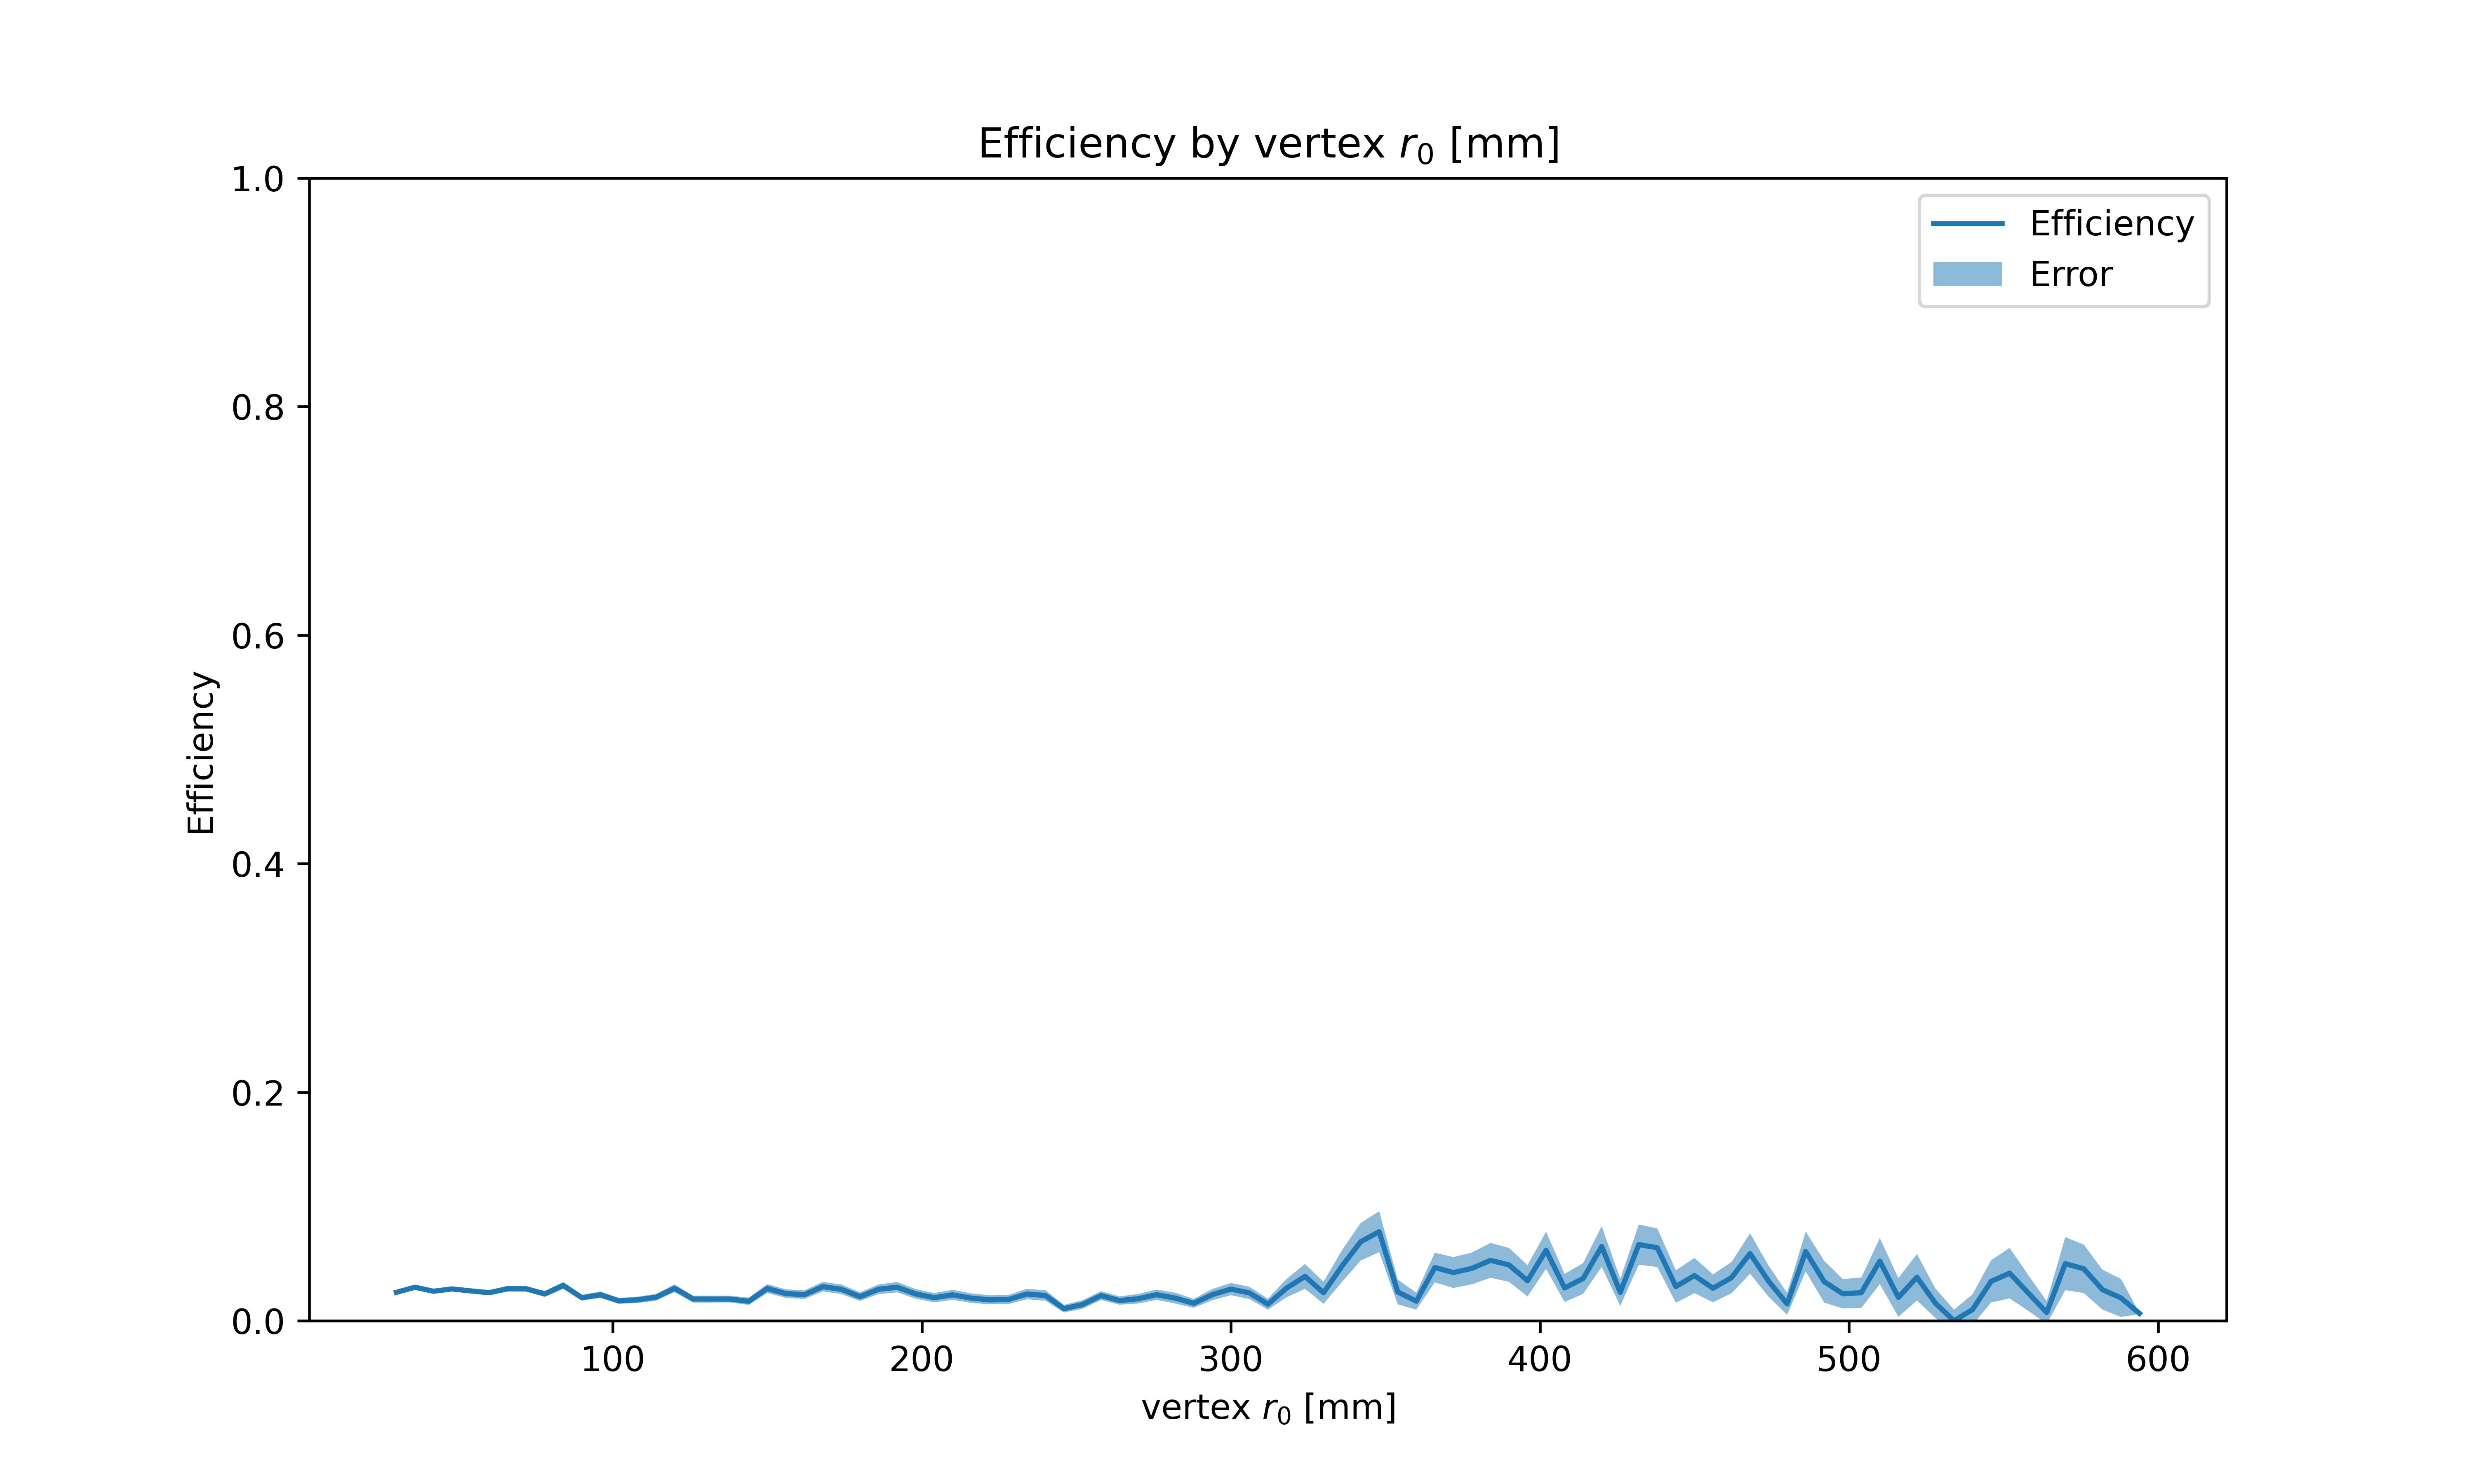 Efficiency by vertex r₀ [mm]
1.0
0.8
0.6
0.4
0.2
0.0
Efficiency
Efficiency
Error
100 200 300 400 500 600
vertex r₀ [mm]